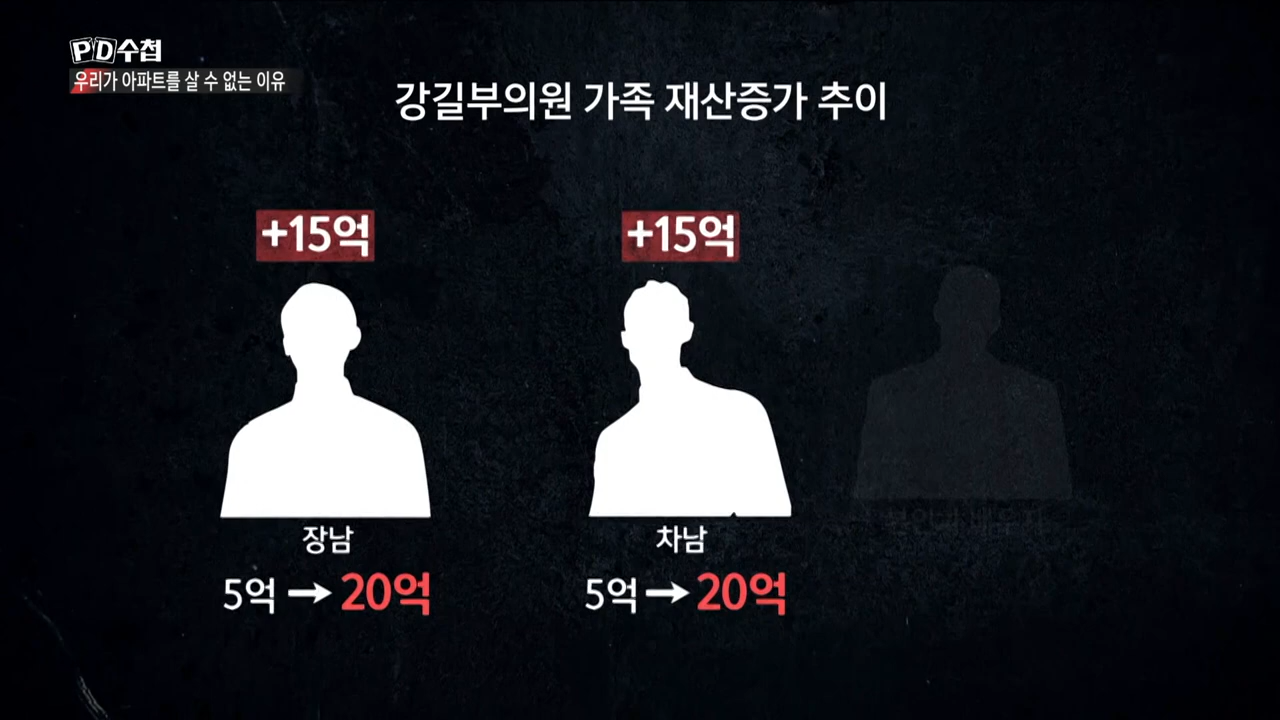 PD수첩
우리가 아파트를 살 수 없는 이유
강길부의원 가족 재산증가 추이
+15억 +15억
장남 차남
5억 → 20억 5억 → 20억